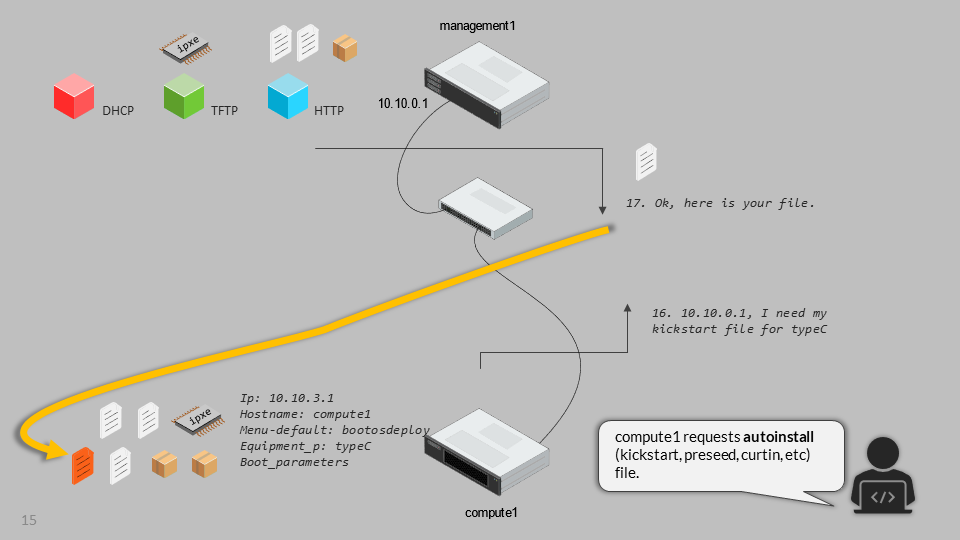 management1
ipxe
10.10.0.1
DHCP
TFTP
HTTP
17. Ok, here is your file.
16. 10.10.0.1, I need my
kickstart file for typeC
Ip: 10.10.3.1
Hostname: compute1
Menu-default: bootosdeploy
Equipment_p: typeC
Boot_parameters
ipxe
compute1 requests autoinstall
(kickstart, preseed, curtin, etc)
file.
</>
compute1
15